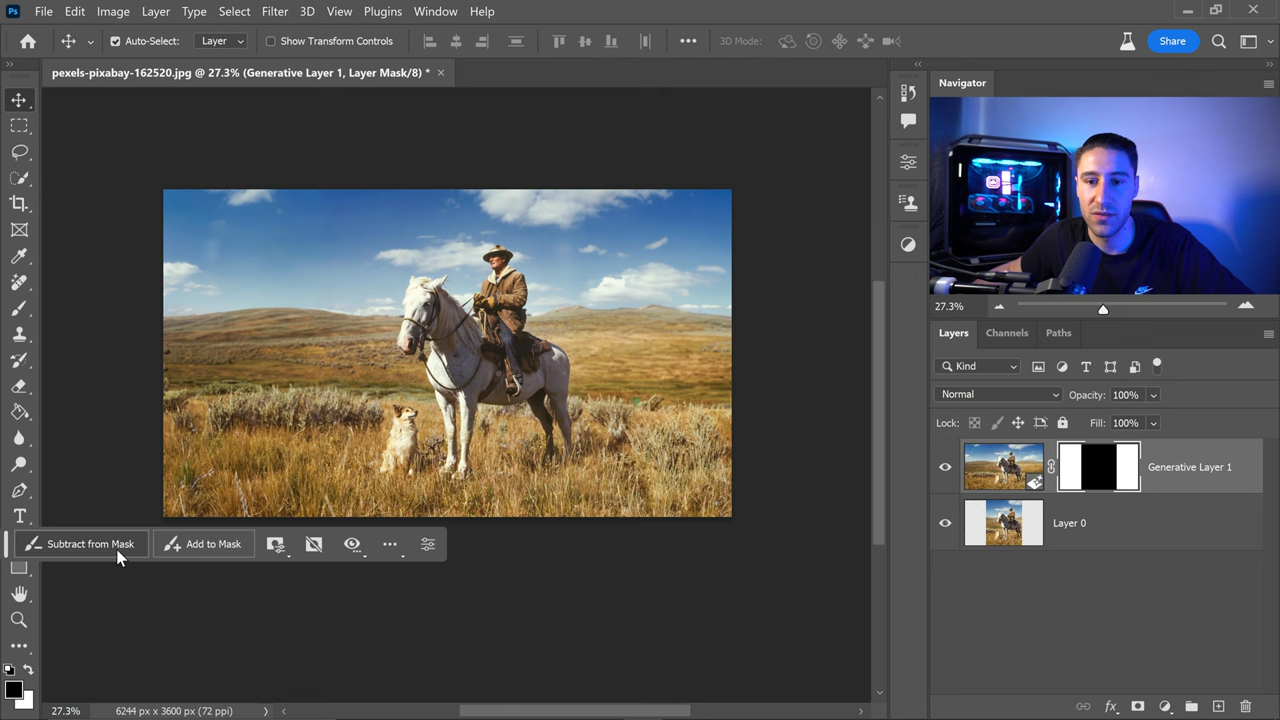 Ps File Edit Image Layer Type Select Filter 3D View Plugins Window Help
Auto-Select: Layer Show Transform Controls 3D Mode: Share
pexels-pixabay-162520.jpg @ 27.3% (Generative Layer 1, Layer Mask/8) *
Navigator
27.3%
Layers Channels Paths
Kind
Normal Opacity: 100%
Lock: Fill: 100%
Generative Layer 1
Layer 0
Subtract from Mask Add to Mask
27.3% 6244 px x 3600 px (72 ppi)